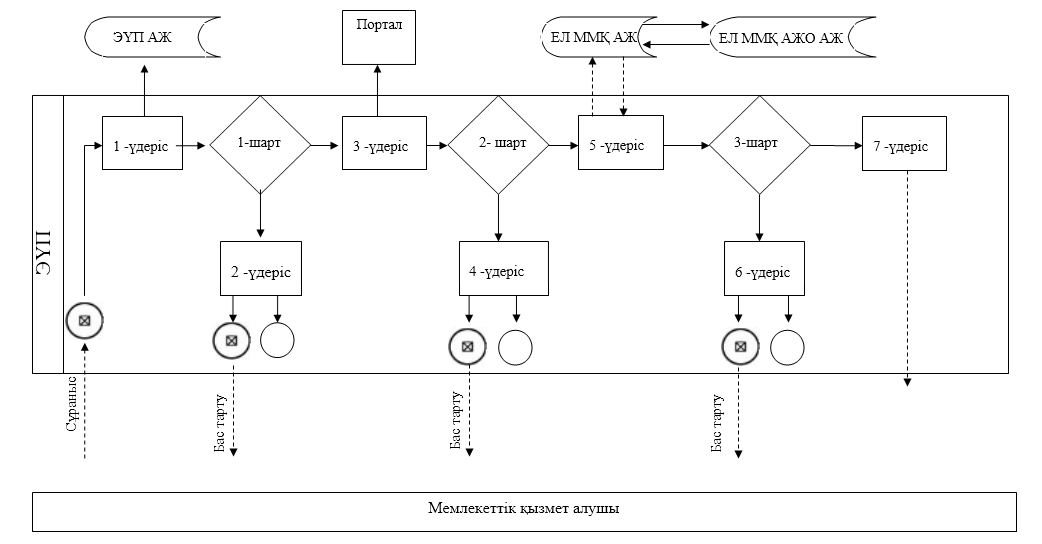 ЭҮП АЖ
Портал
ЕЛ ММҚ АЖ
ЕЛ ММҚ АЖО АЖ
1 -үдеріс
1-шарт
3 -үдеріс
2- шарт
5 -үдеріс
3-шарт
7 -үдеріс
ЭҮП
2 -үдеріс
4 -үдеріс
6 -үдеріс
Сұраныс
Бас тарту
Бас тарту
Бас тарту
Мемлекеттік қызмет алушы